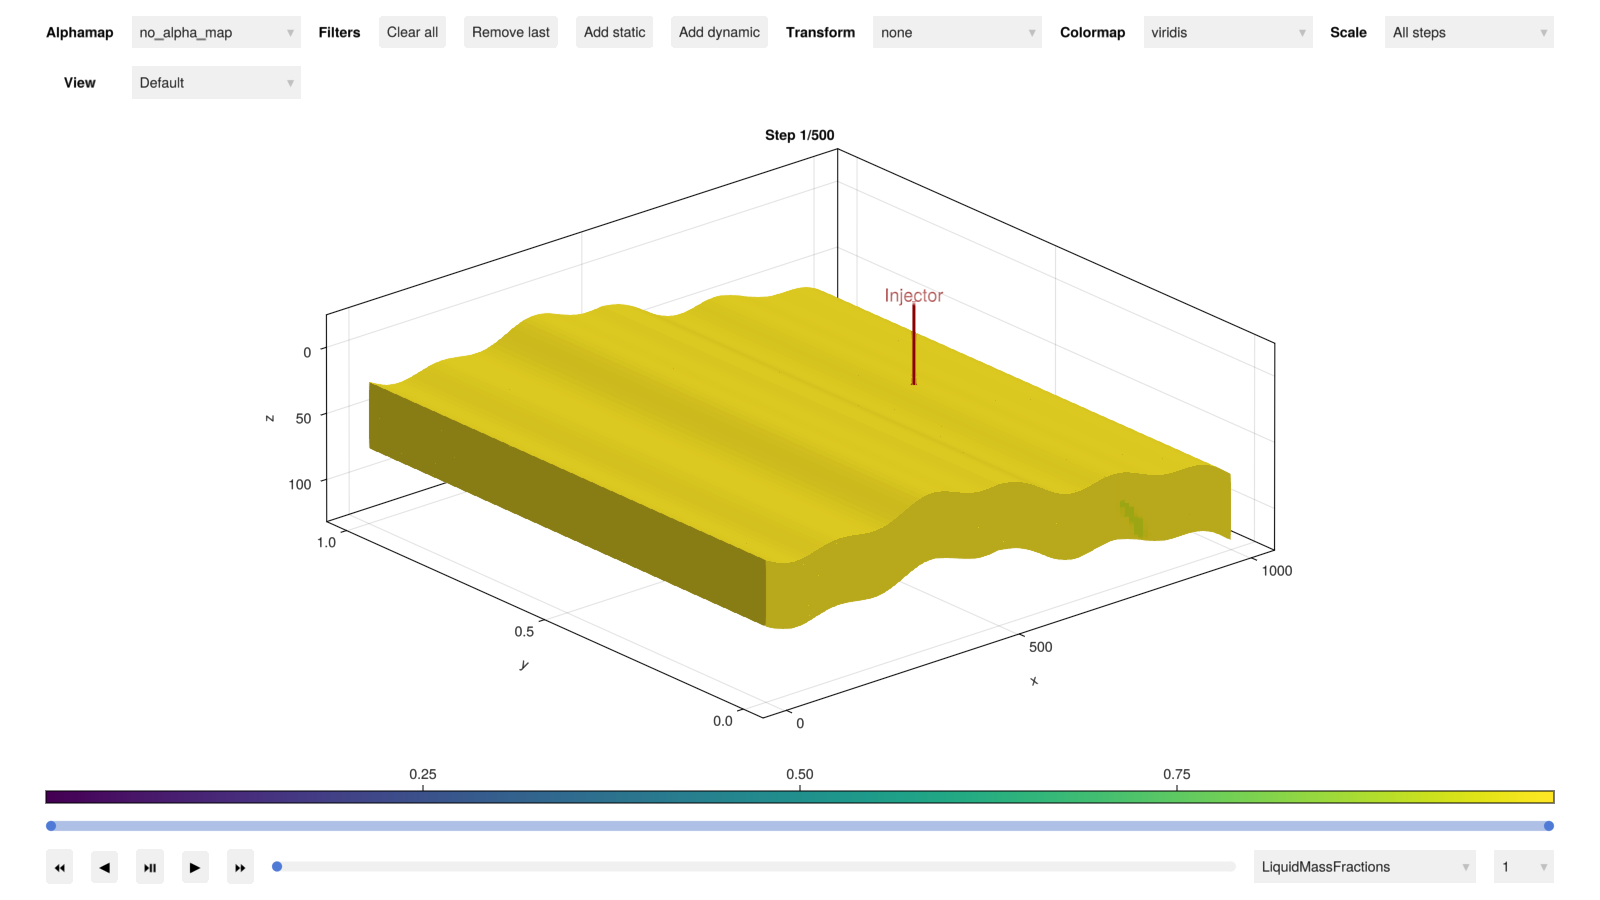 Alphamap no_alpha_map Filters Clear all Remove last Add static Add dynamic Transform none Colormap viridis Scale All steps
View Default
Step 1/500
Injector
z
0
50
100
1.0
0.5
0.0
y
0
500
1000
x
0.25 0.50 0.75
LiquidMassFractions 1